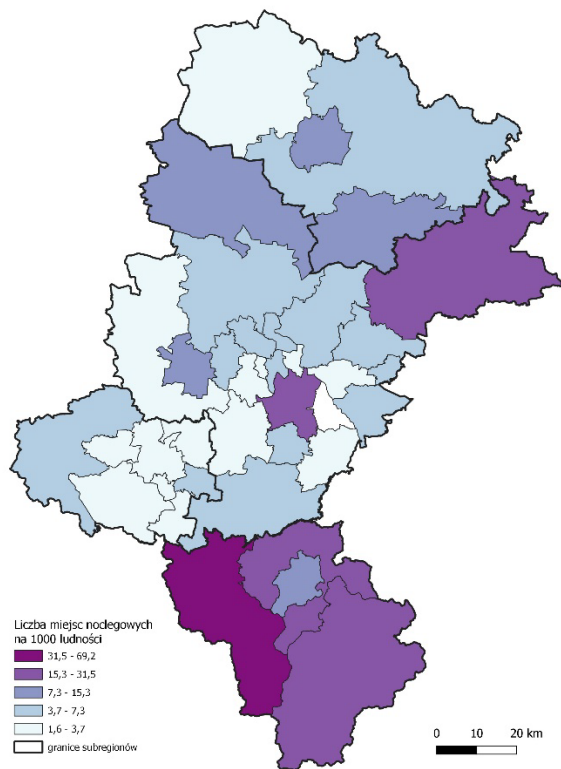 Liczba miejsc noclegowych
na 1000 ludności
31,5 - 69,2
15,3 - 31,5
7,3 - 15,3
3,7 - 7,3
1,6 - 3,7
granice subregionów
0 10 20 km